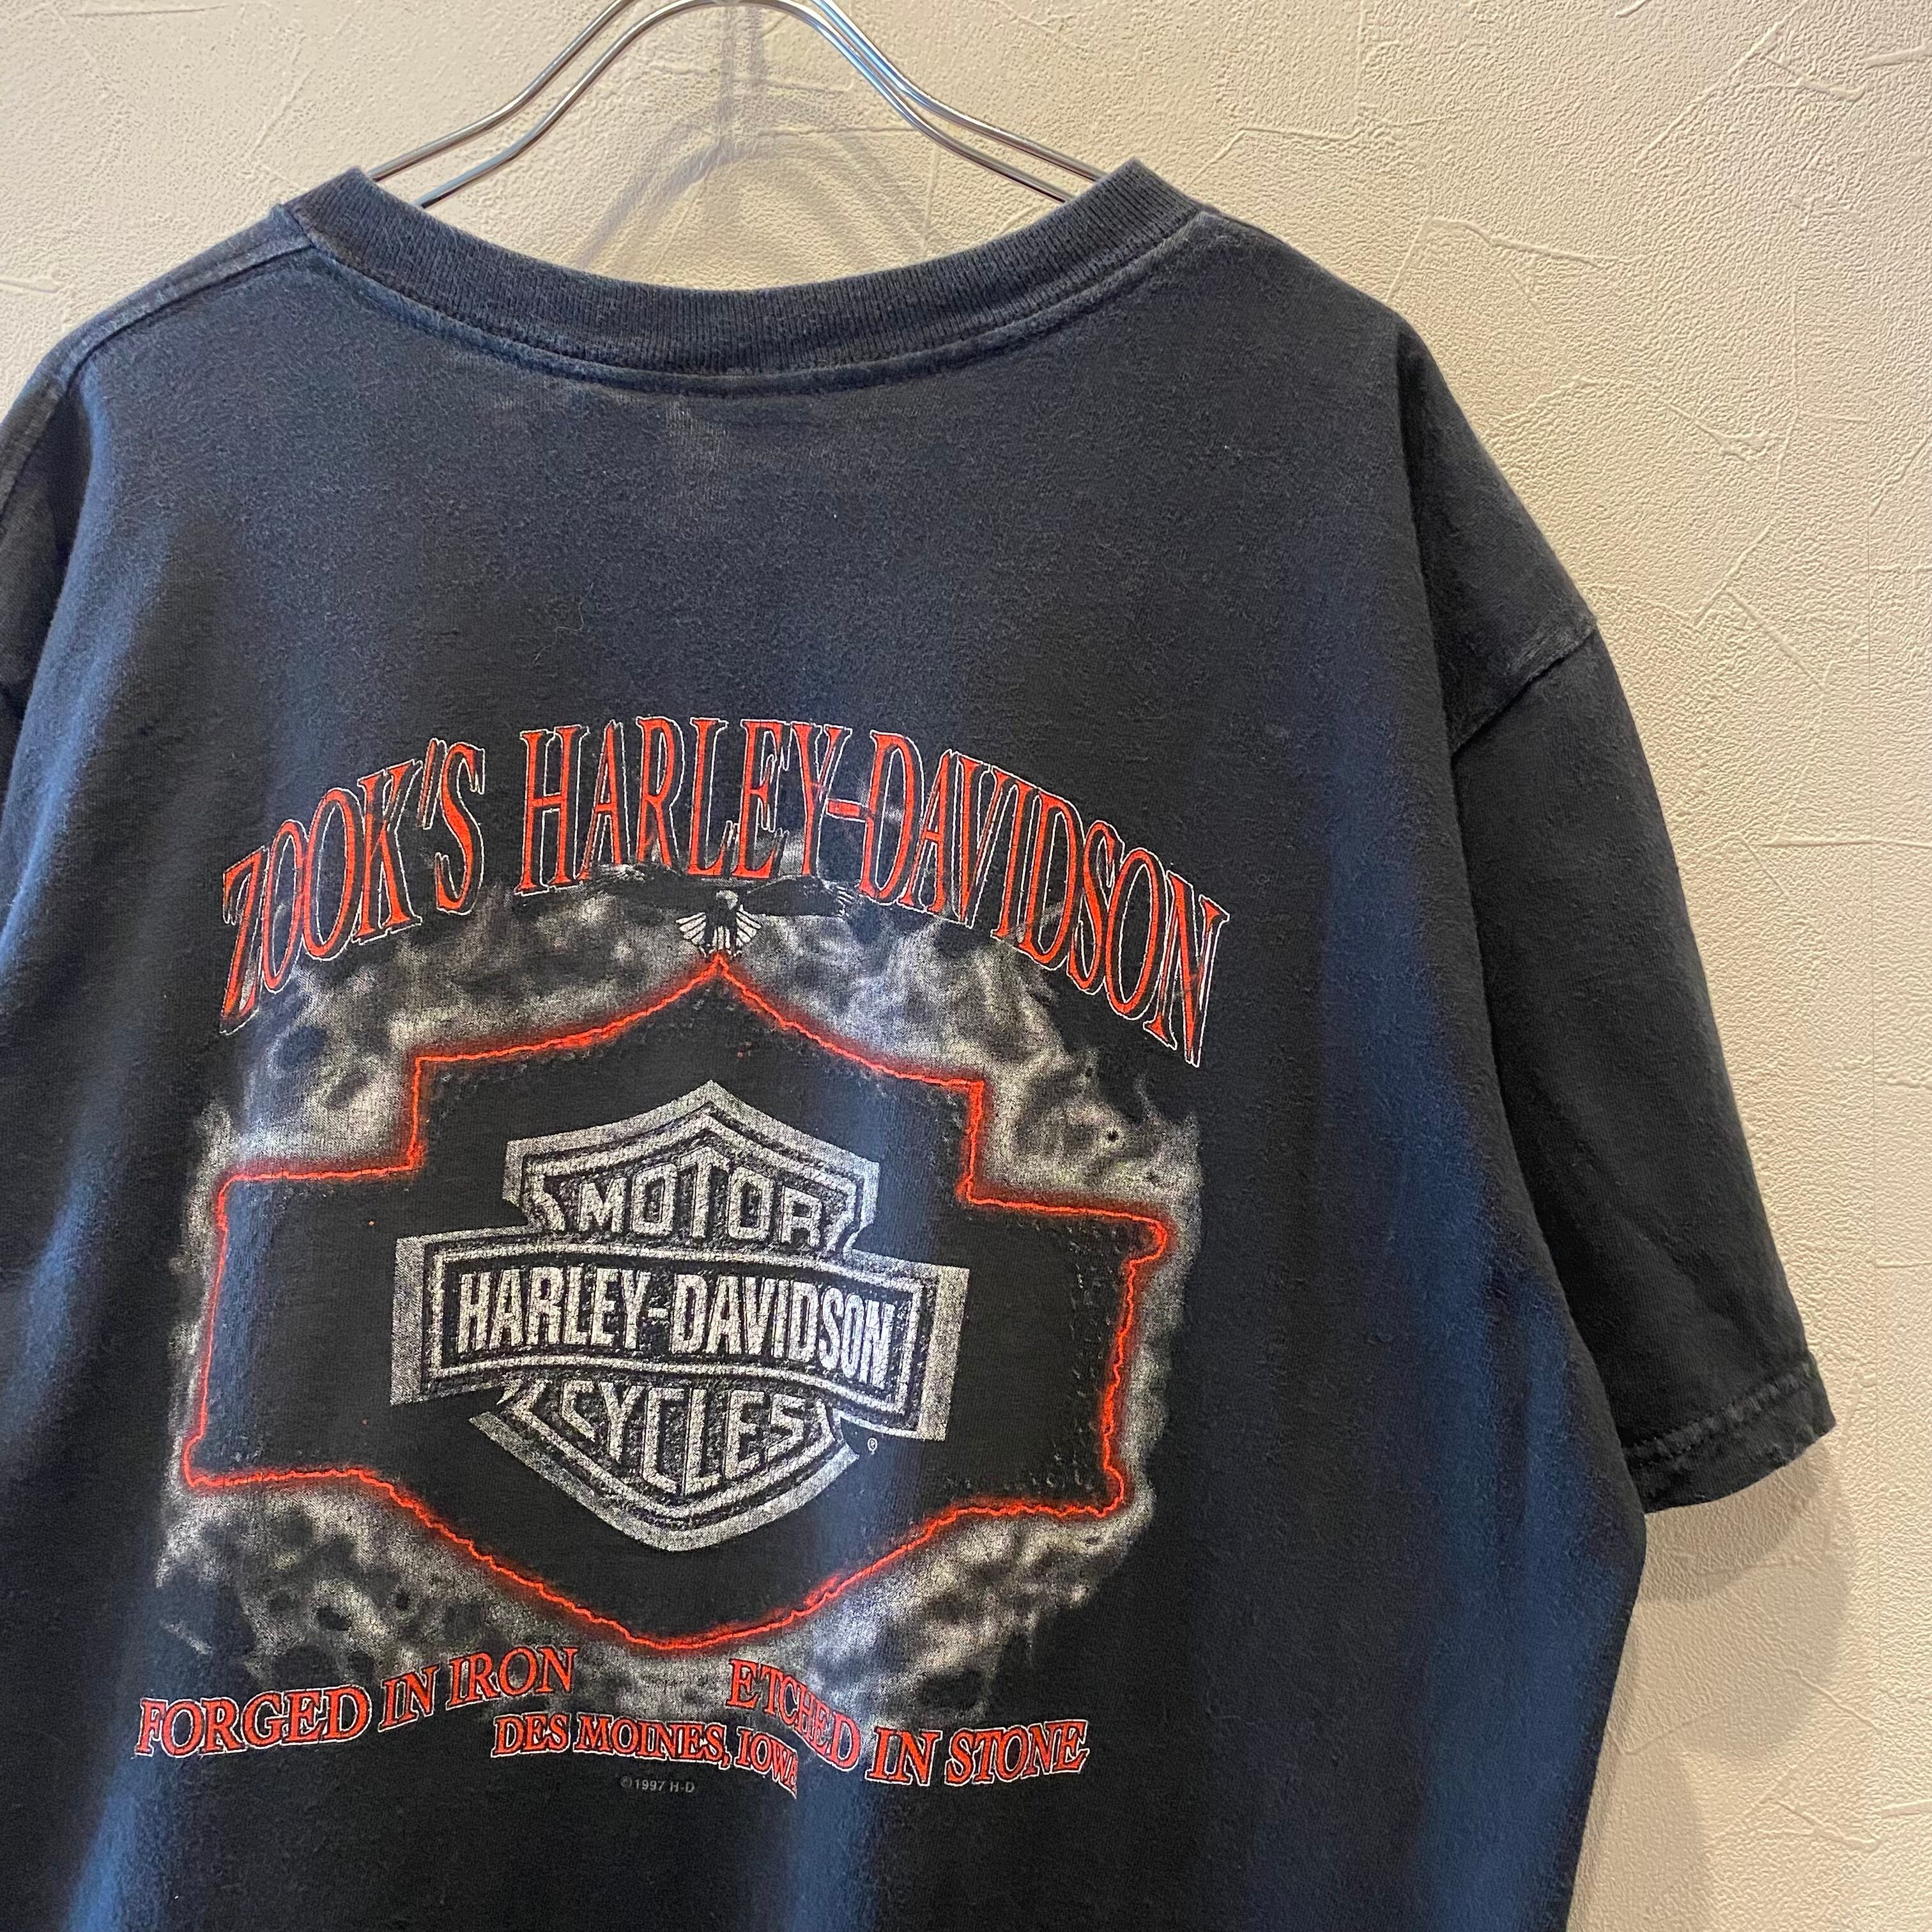 ZOOK'S HARLEY-DAVIDSON
MOTOR
HARLEY-DAVIDSON
CYCLES
®
FORGED IN IRON
ETCHED IN STONE
DES MOINES, IOWA
©1997 H-D